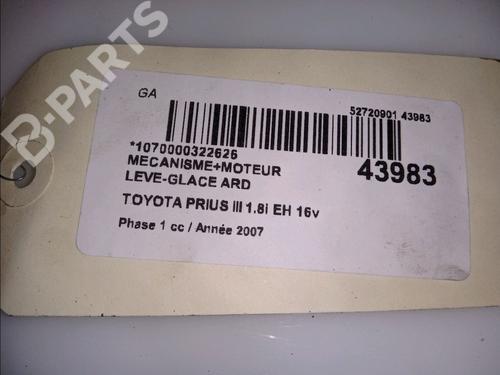 B-PARTS
GA
52720901 43983
*1070000322626
MECANISME+MOTEUR
43983
LEVE-GLACE ARD
TOYOTA PRIUS III 1.8i EH 16v
Phase 1 cc / Année 2007